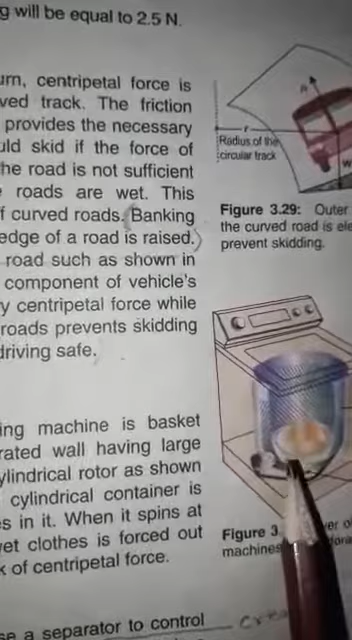 g will be equal to 2.5 N.
urn, centripetal force is
ved track. The friction
provides the necessary
uld skid if the force of
he road is not sufficient
roads are wet. This
f curved roads. Banking
edge of a road is raised.
road such as shown in
component of vehicle's
y centripetal force while
roads prevents skidding
driving safe.
n
r
Radius of the
circular track
w
Figure 3.29: Outer
the curved road is ele
prevent skidding.
ing machine is basket
rated wall having large
ylindrical rotor as shown
cylindrical container is
s in it. When it spins at
vet clothes is forced out
k of centripetal force.
Figure 3.
machines
se a separator to control